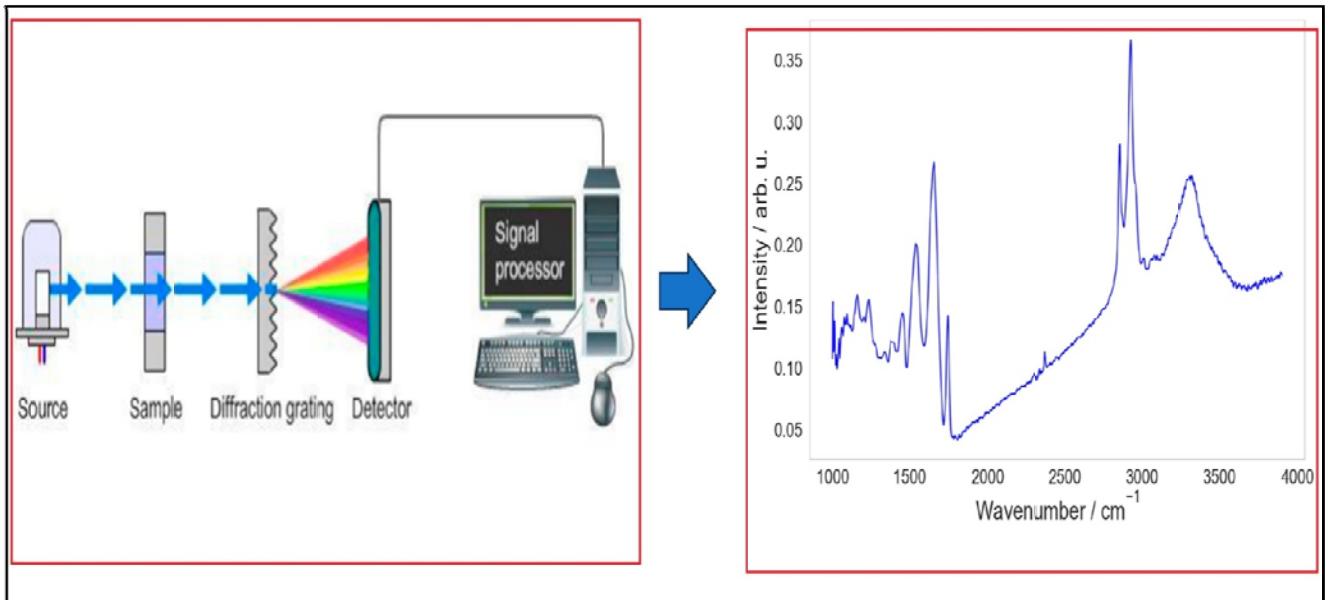 Signal
processor
Source
Sample
Diffraction grating
Detector
Intensity / arb. u.
0.35
0.30
0.25
0.20
0.15
0.10
0.05
1000 1500 2000 2500 3000 3500 4000
Wavenumber / cm⁻¹